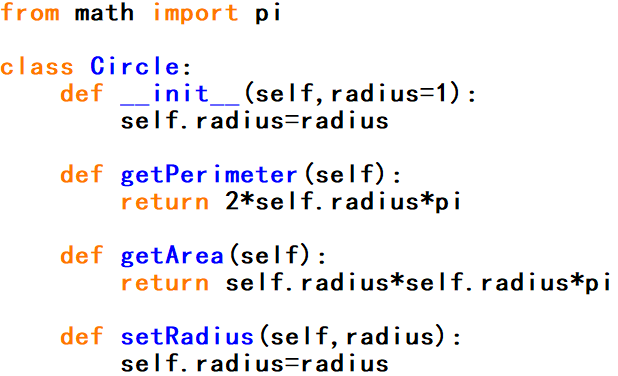 from math import pi
class Circle:
    def __init__(self,radius=1):
        self.radius=radius
    def getPerimeter(self):
        return 2*self.radius*pi
    def getArea(self):
        return self.radius*self.radius*pi
    def setRadius(self,radius):
        self.radius=radius